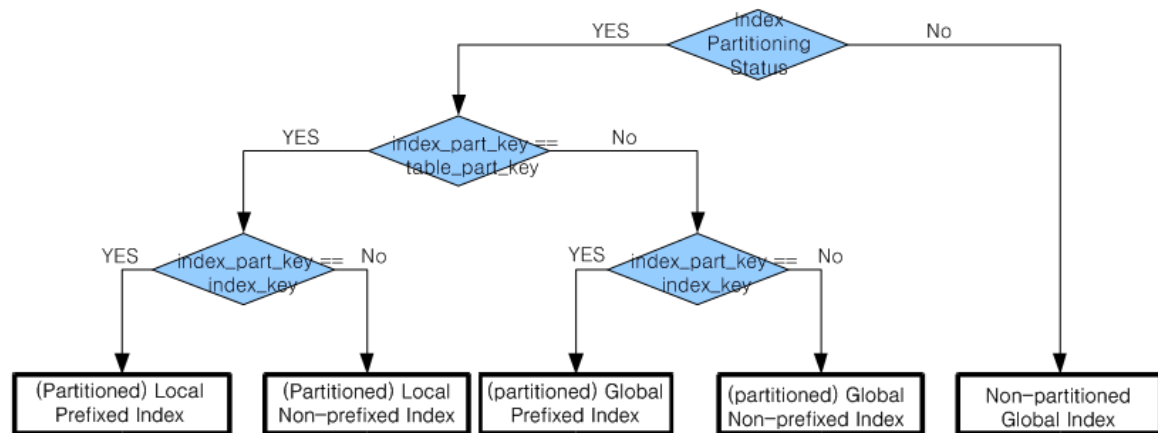 Index
Partitioning
Status
YES
No
index_part_key ==
table_part_key
YES
No
index_part_key ==
index_key
YES
No
index_part_key ==
index_key
YES
No
(Partitioned) Local
Prefixed Index
(Partitioned) Local
Non-prefixed Index
(partitioned) Global
Prefixed Index
(partitioned) Global
Non-prefixed Index
Non-partitioned
Global Index